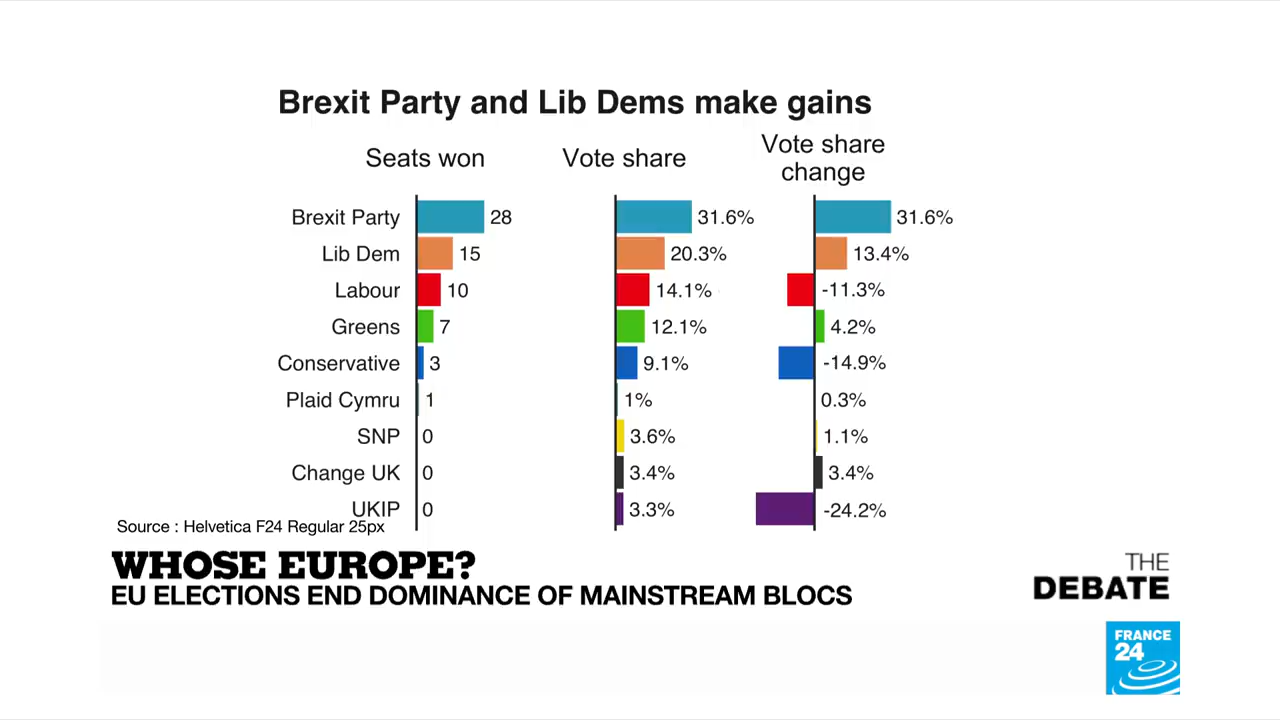 Brexit Party and Lib Dems make gains
Seats won Vote share Vote share change
Brexit Party 28 31.6% 31.6%
Lib Dem 15 20.3% 13.4%
Labour 10 14.1% -11.3%
Greens 7 12.1% 4.2%
Conservative 3 9.1% -14.9%
Plaid Cymru 1 1% 0.3%
SNP 0 3.6% 1.1%
Change UK 0 3.4% 3.4%
UKIP 0 3.3% -24.2%
Source : Helvetica F24 Regular 25px
WHOSE EUROPE?
EU ELECTIONS END DOMINANCE OF MAINSTREAM BLOCS
THE
DEBATE
FRANCE
24